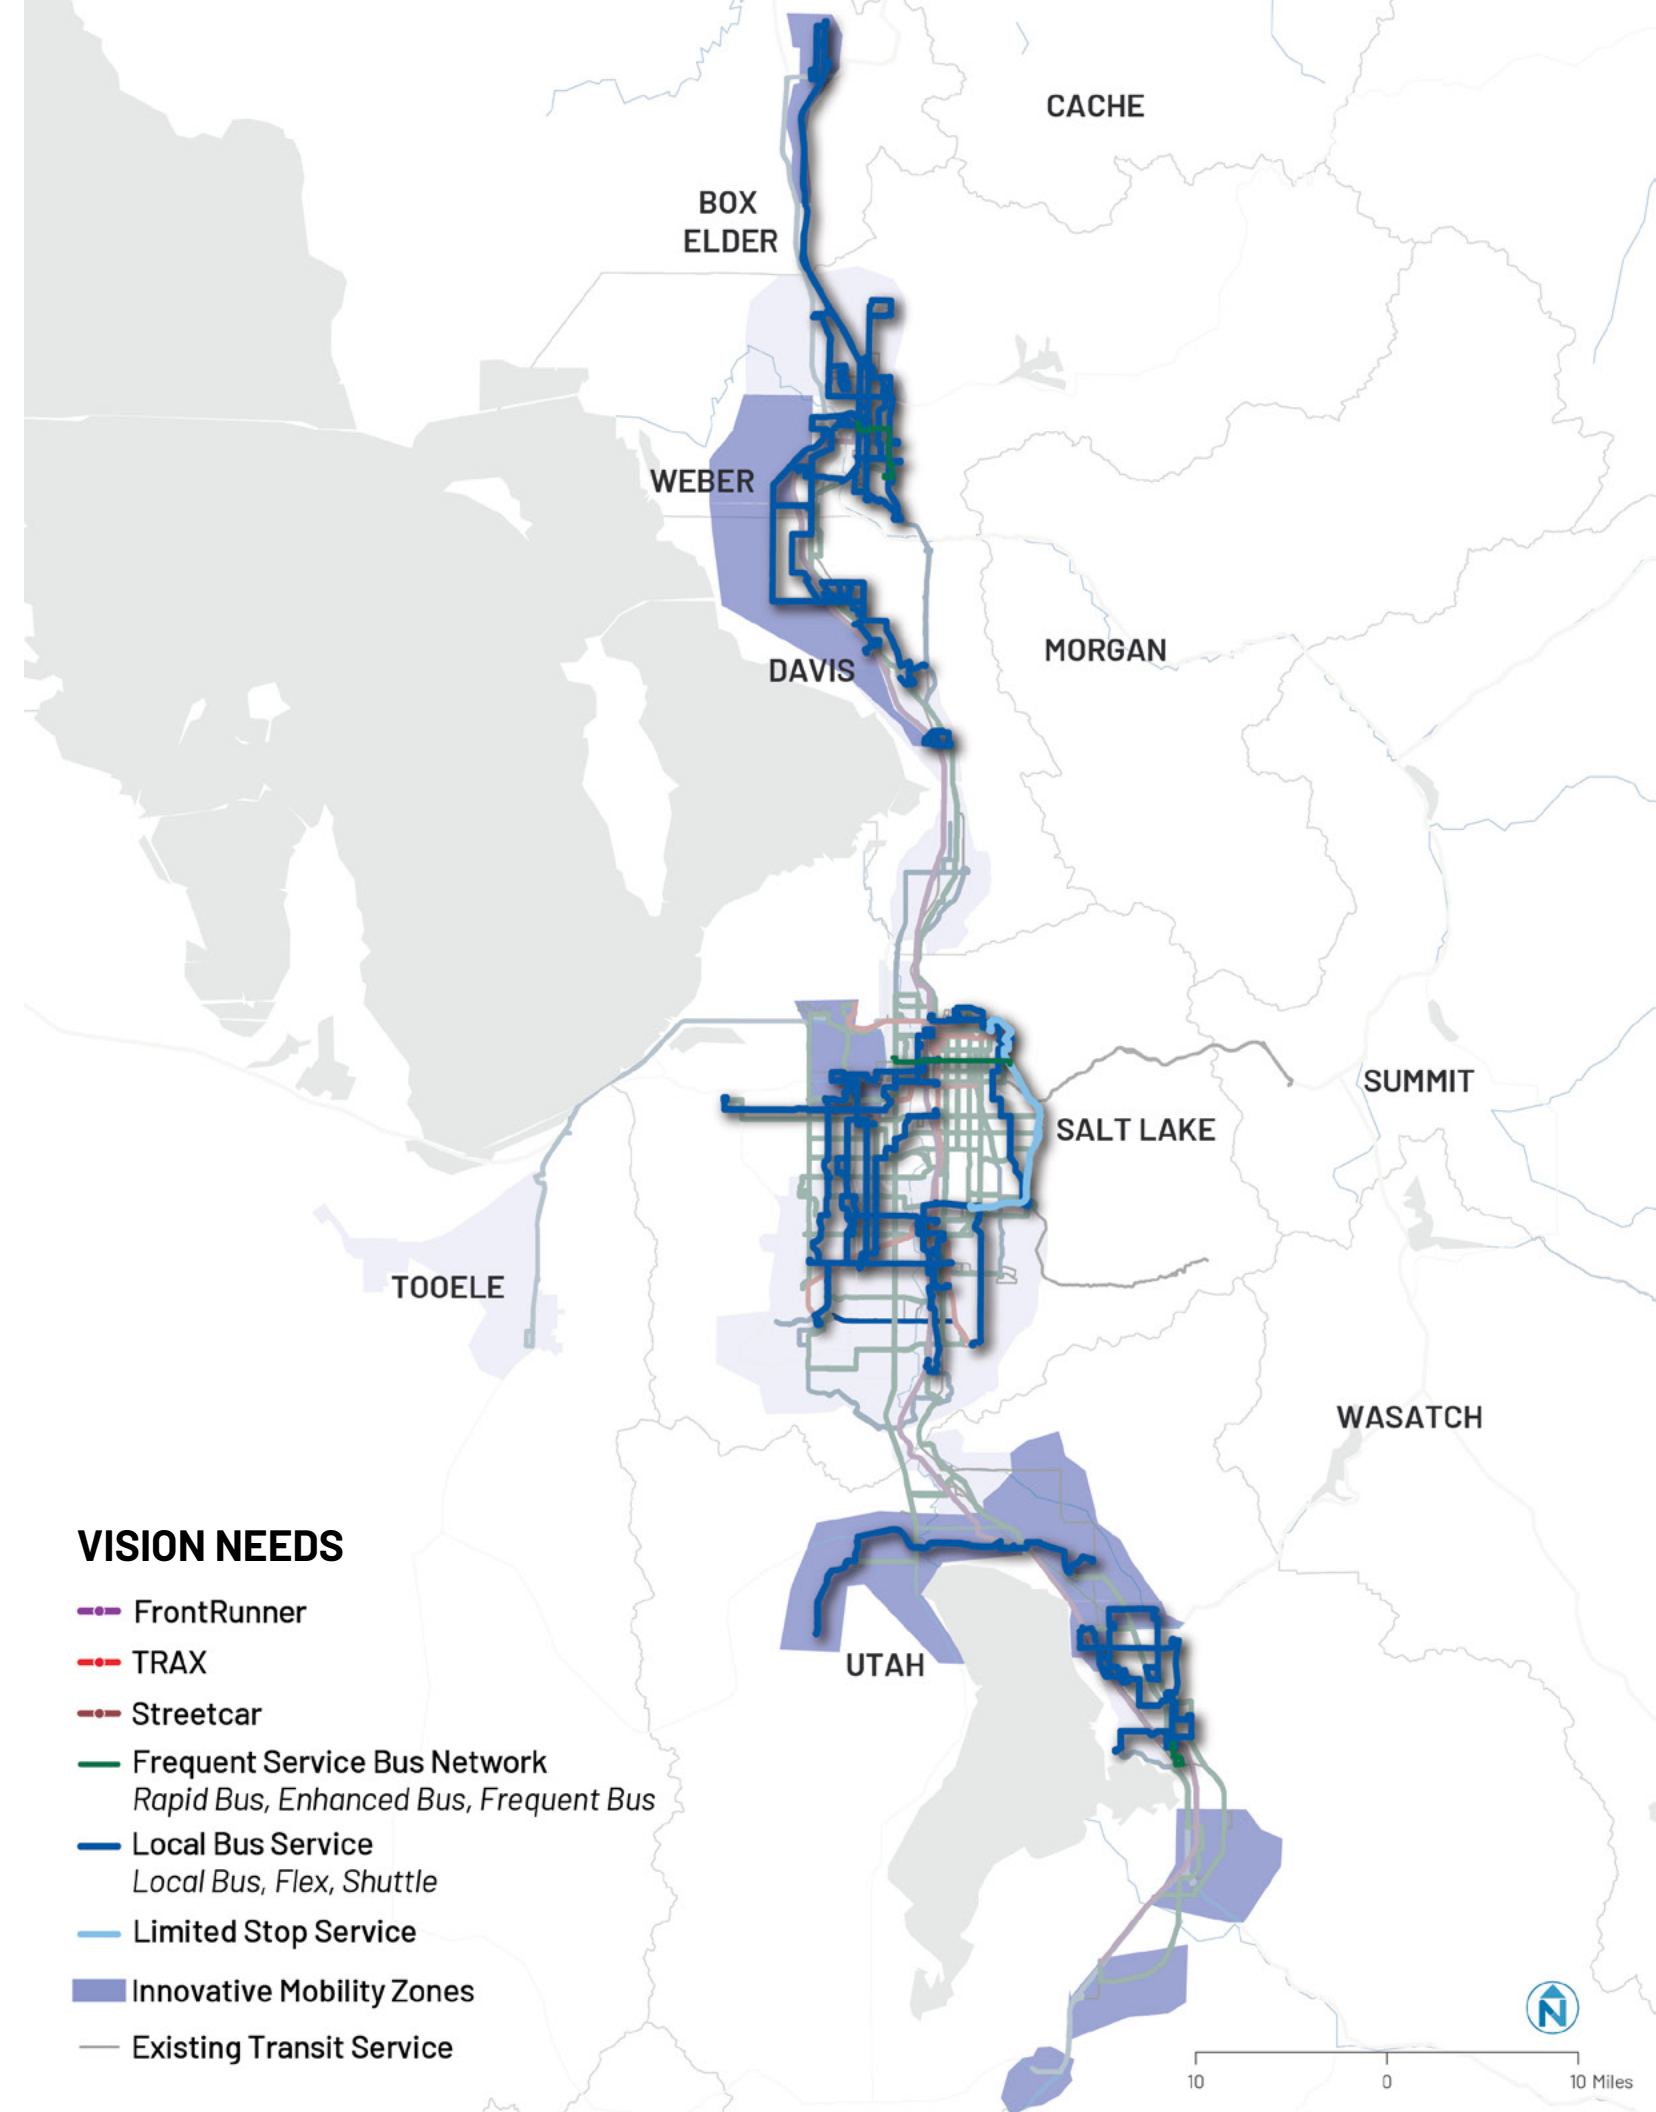 CACHE
BOX
ELDER
WEBER
MORGAN
DAVIS
SUMMIT
SALT LAKE
TOOELE
WASATCH
UTAH
VISION NEEDS
FrontRunner
TRAX
Streetcar
Frequent Service Bus Network
Rapid Bus, Enhanced Bus, Frequent Bus
Local Bus Service
Local Bus, Flex, Shuttle
Limited Stop Service
Innovative Mobility Zones
Existing Transit Service
N
10 0 10 Miles